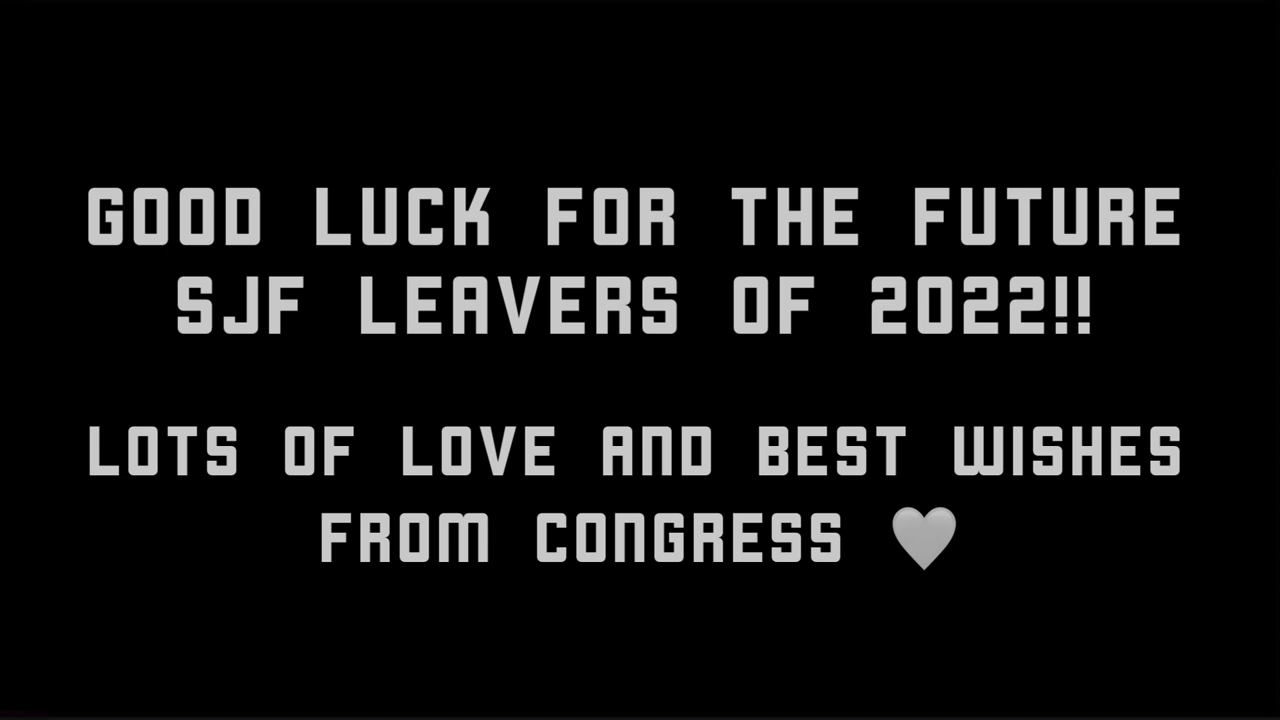 GOOD LUCK FOR THE FUTURE
SJF LEAVERS OF 2022!!
LOTS OF LOVE AND BEST WISHES
FROM CONGRESS 🤍